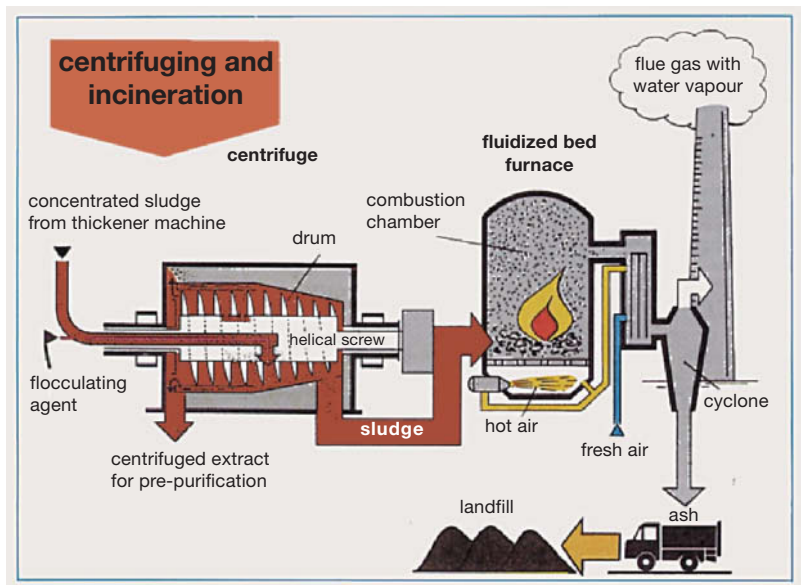 centrifuging and
incineration
centrifuge
concentrated sludge
from thickener machine
drum
helical screw
flocculating
agent
centrifuged extract
for pre-purification
sludge
fluidized bed
furnace
combustion
chamber
hot air
fresh air
flue gas with
water vapour
cyclone
ash
landfill